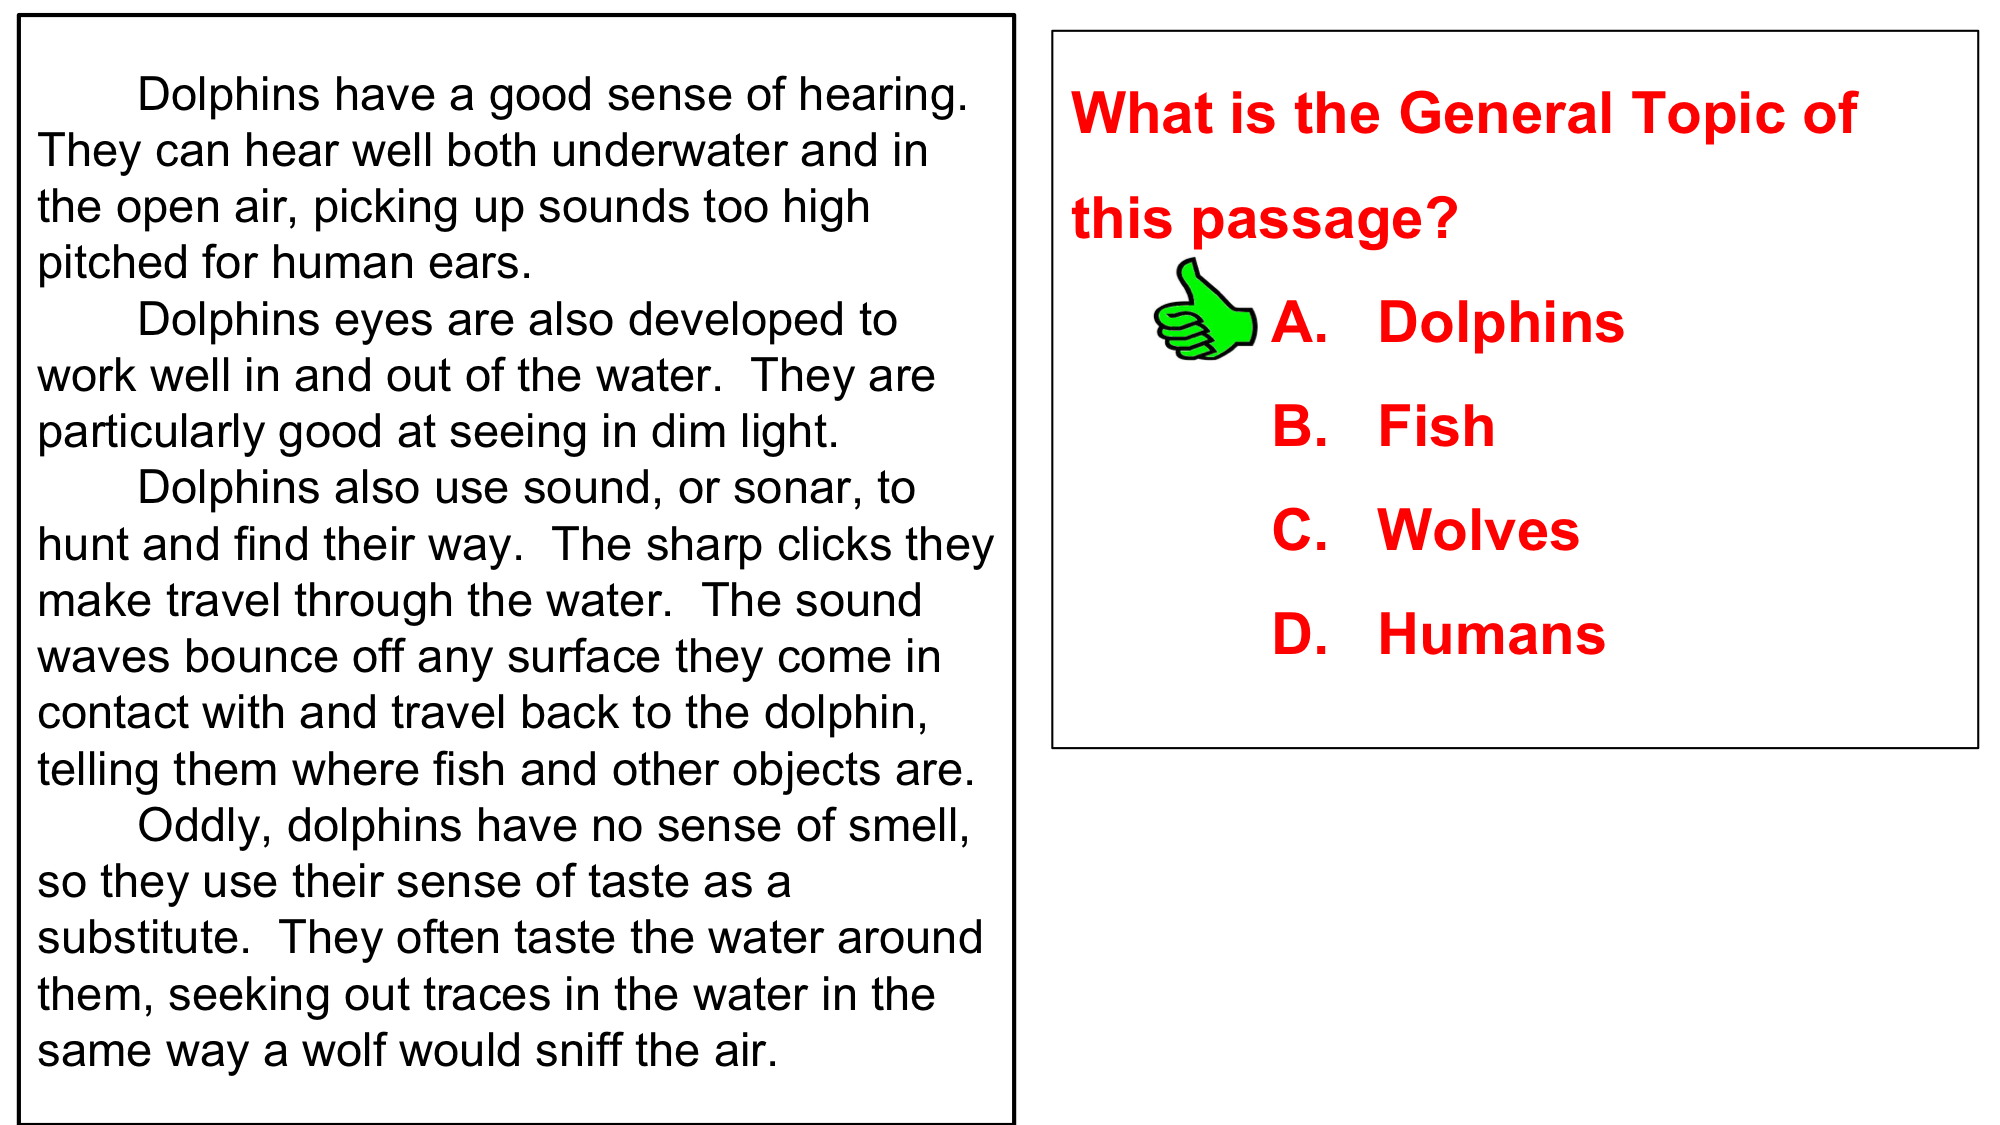 Dolphins have a good sense of hearing.
They can hear well both underwater and in
the open air, picking up sounds too high
pitched for human ears.
Dolphins eyes are also developed to
work well in and out of the water.  They are
particularly good at seeing in dim light.
Dolphins also use sound, or sonar, to
hunt and find their way.  The sharp clicks they
make travel through the water.  The sound
waves bounce off any surface they come in
contact with and travel back to the dolphin,
telling them where fish and other objects are.
Oddly, dolphins have no sense of smell,
so they use their sense of taste as a
substitute.  They often taste the water around
them, seeking out traces in the water in the
same way a wolf would sniff the air.
What is the General Topic of
this passage?
A. Dolphins
B. Fish
C. Wolves
D. Humans